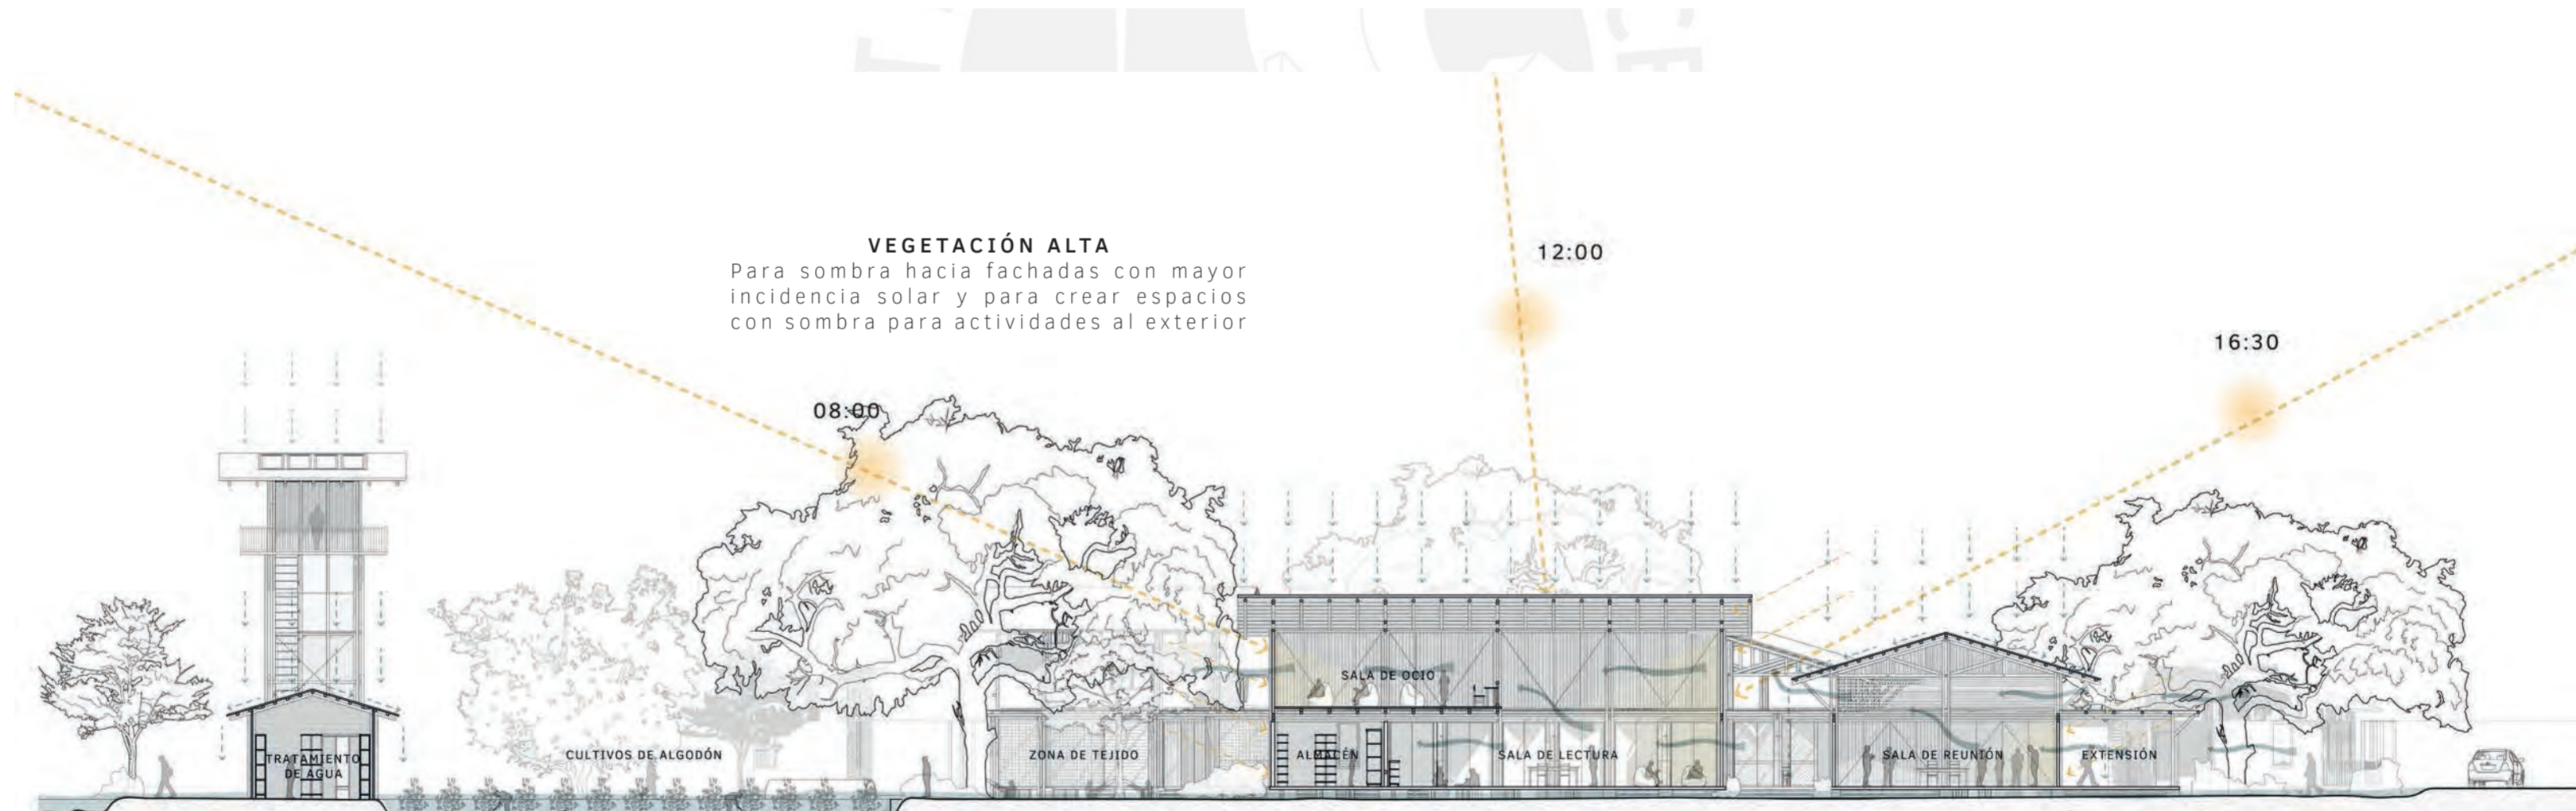 VEGETACIÓN ALTA
Para sombra hacia fachadas con mayor
incidencia solar y para crear espacios
con sombra para actividades al exterior
12:00
16:30
08:00
SALA DE OCIO
TRATAMIENTO
DE AGUA
CULTIVOS DE ALGODÓN
ZONA DE TEJIDO
ALMACÉN
SALA DE LECTURA
SALA DE REUNIÓN
EXTENSIÓN